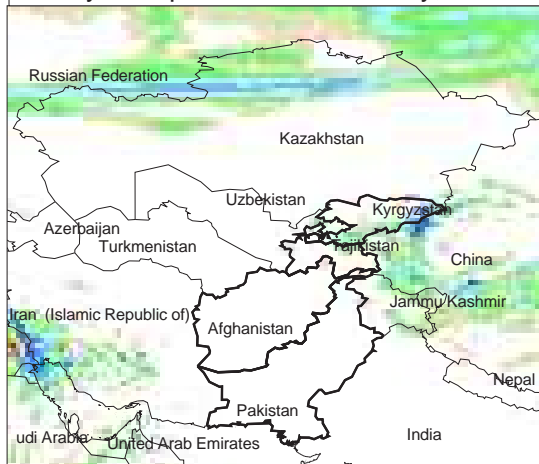 Russian Federation
Kazakhstan
Uzbekistan
Kyrgyzstan
Azerbaijan
Turkmenistan
Tajikistan
China
Jammu Kashmir
Iran (Islamic Republic of)
Afghanistan
Nepal
Pakistan
udi Arabia
United Arab Emirates
India